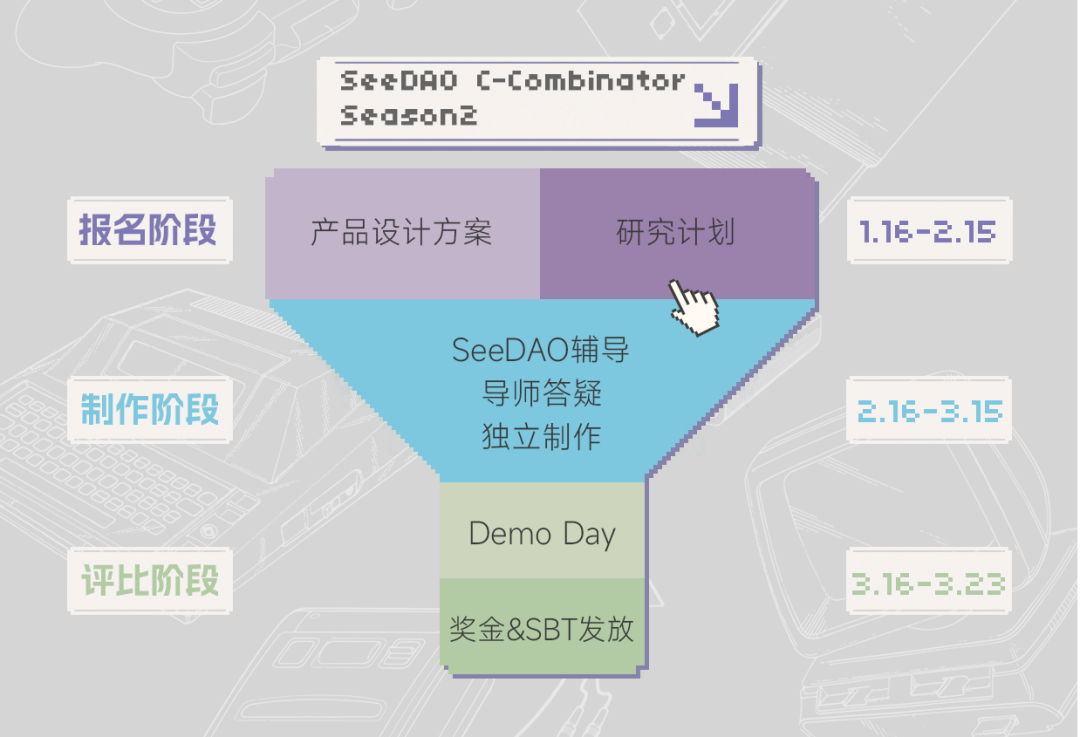 SeeDAO C-Combinator
Season2
报名阶段
产品设计方案
研究计划
1.16-2.15
制作阶段
SeeDAO辅导
导师答疑
独立制作
2.16-3.15
评比阶段
Demo Day
奖金&SBT发放
3.16-3.23